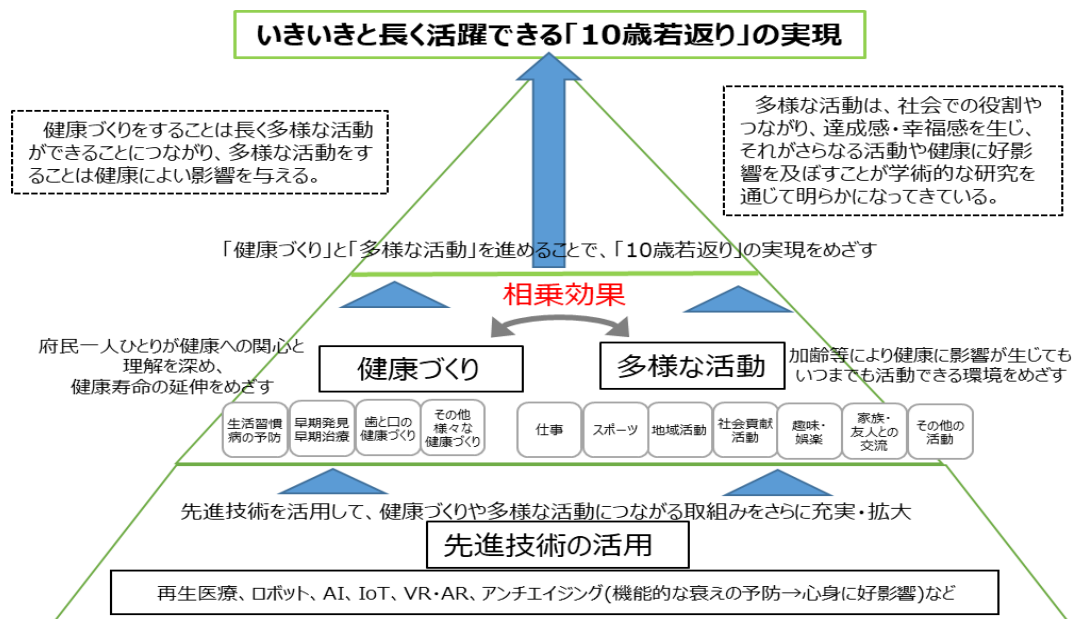 いきいきと長く活躍できる「10歳若返り」の実現
健康づくりをすることは長く多様な活動
ができることにつながり、多様な活動をす
ることは健康によい影響を与える。
多様な活動は、社会での役割や
つながり、達成感・幸福感を生じ、
それがさらなる活動や健康に好影
響を及ぼすことが学術的な研究を
通じて明らかになってきている。
「健康づくり」と「多様な活動」を進めることで、「10歳若返り」の実現をめざす
相乗効果
府民一人ひとりが健康への関心と
理解を深め、
健康寿命の延伸をめざす
健康づくり
多様な活動
加齢等により健康に影響が生じても
いつまでも活動できる環境をめざす
生活習慣
病の予防
早期発見
早期治療
歯と口の
健康づくり
その他
様々な
健康づくり
仕事
スポーツ
地域活動
社会貢献
活動
趣味・
娯楽
家族・
友人との
交流
その他の
活動
先進技術を活用して、健康づくりや多様な活動につながる取組みをさらに充実・拡大
先進技術の活用
再生医療、ロボット、AI、IoT、VR・AR、アンチエイジング(機能的な衰えの予防→心身に好影響)など